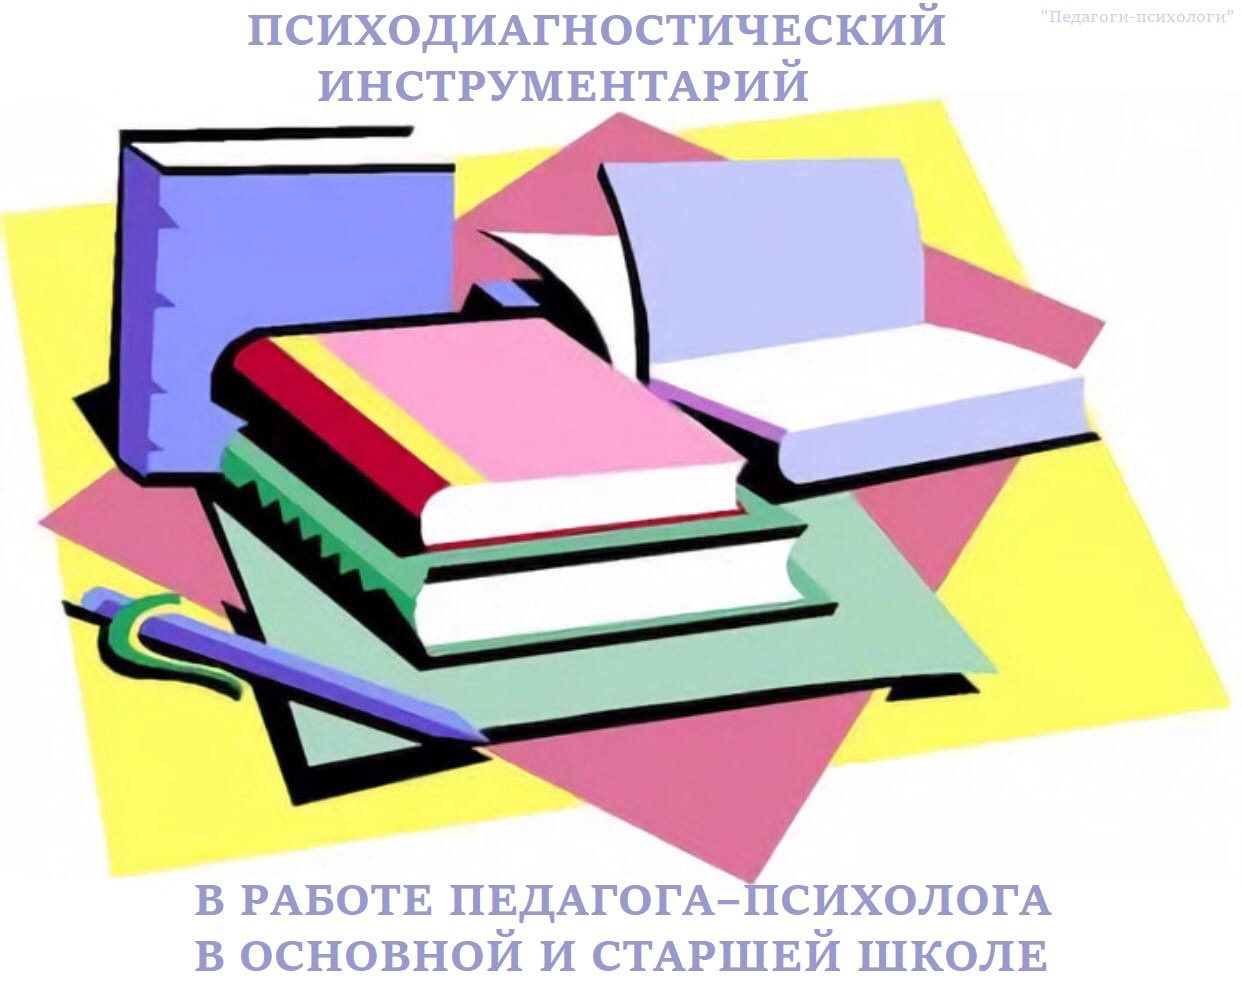 "Педагоги-психологи"
ПСИХОДИАГНОСТИЧЕСКИЙ
ИНСТРУМЕНТАРИЙ
В РАБОТЕ ПЕДАГОГА–ПСИХОЛОГА
В ОСНОВНОЙ И СТАРШЕЙ ШКОЛЕ